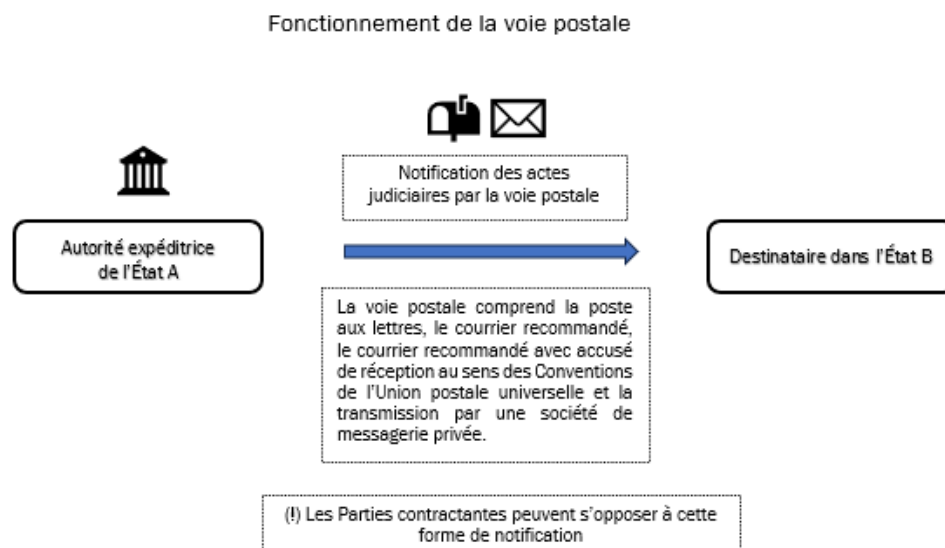 Fonctionnement de la voie postale
Notification des actes
judiciaires par la voie postale
Autorité expéditrice
de l'État A
Destinataire dans l'État B
La voie postale comprend la poste
aux lettres, le courrier recommandé,
le courrier recommandé avec accusé
de réception au sens des Conventions
de l'Union postale universelle et la
transmission par une société de
messagerie privée.
(!) Les Parties contractantes peuvent s'opposer à cette
forme de notification